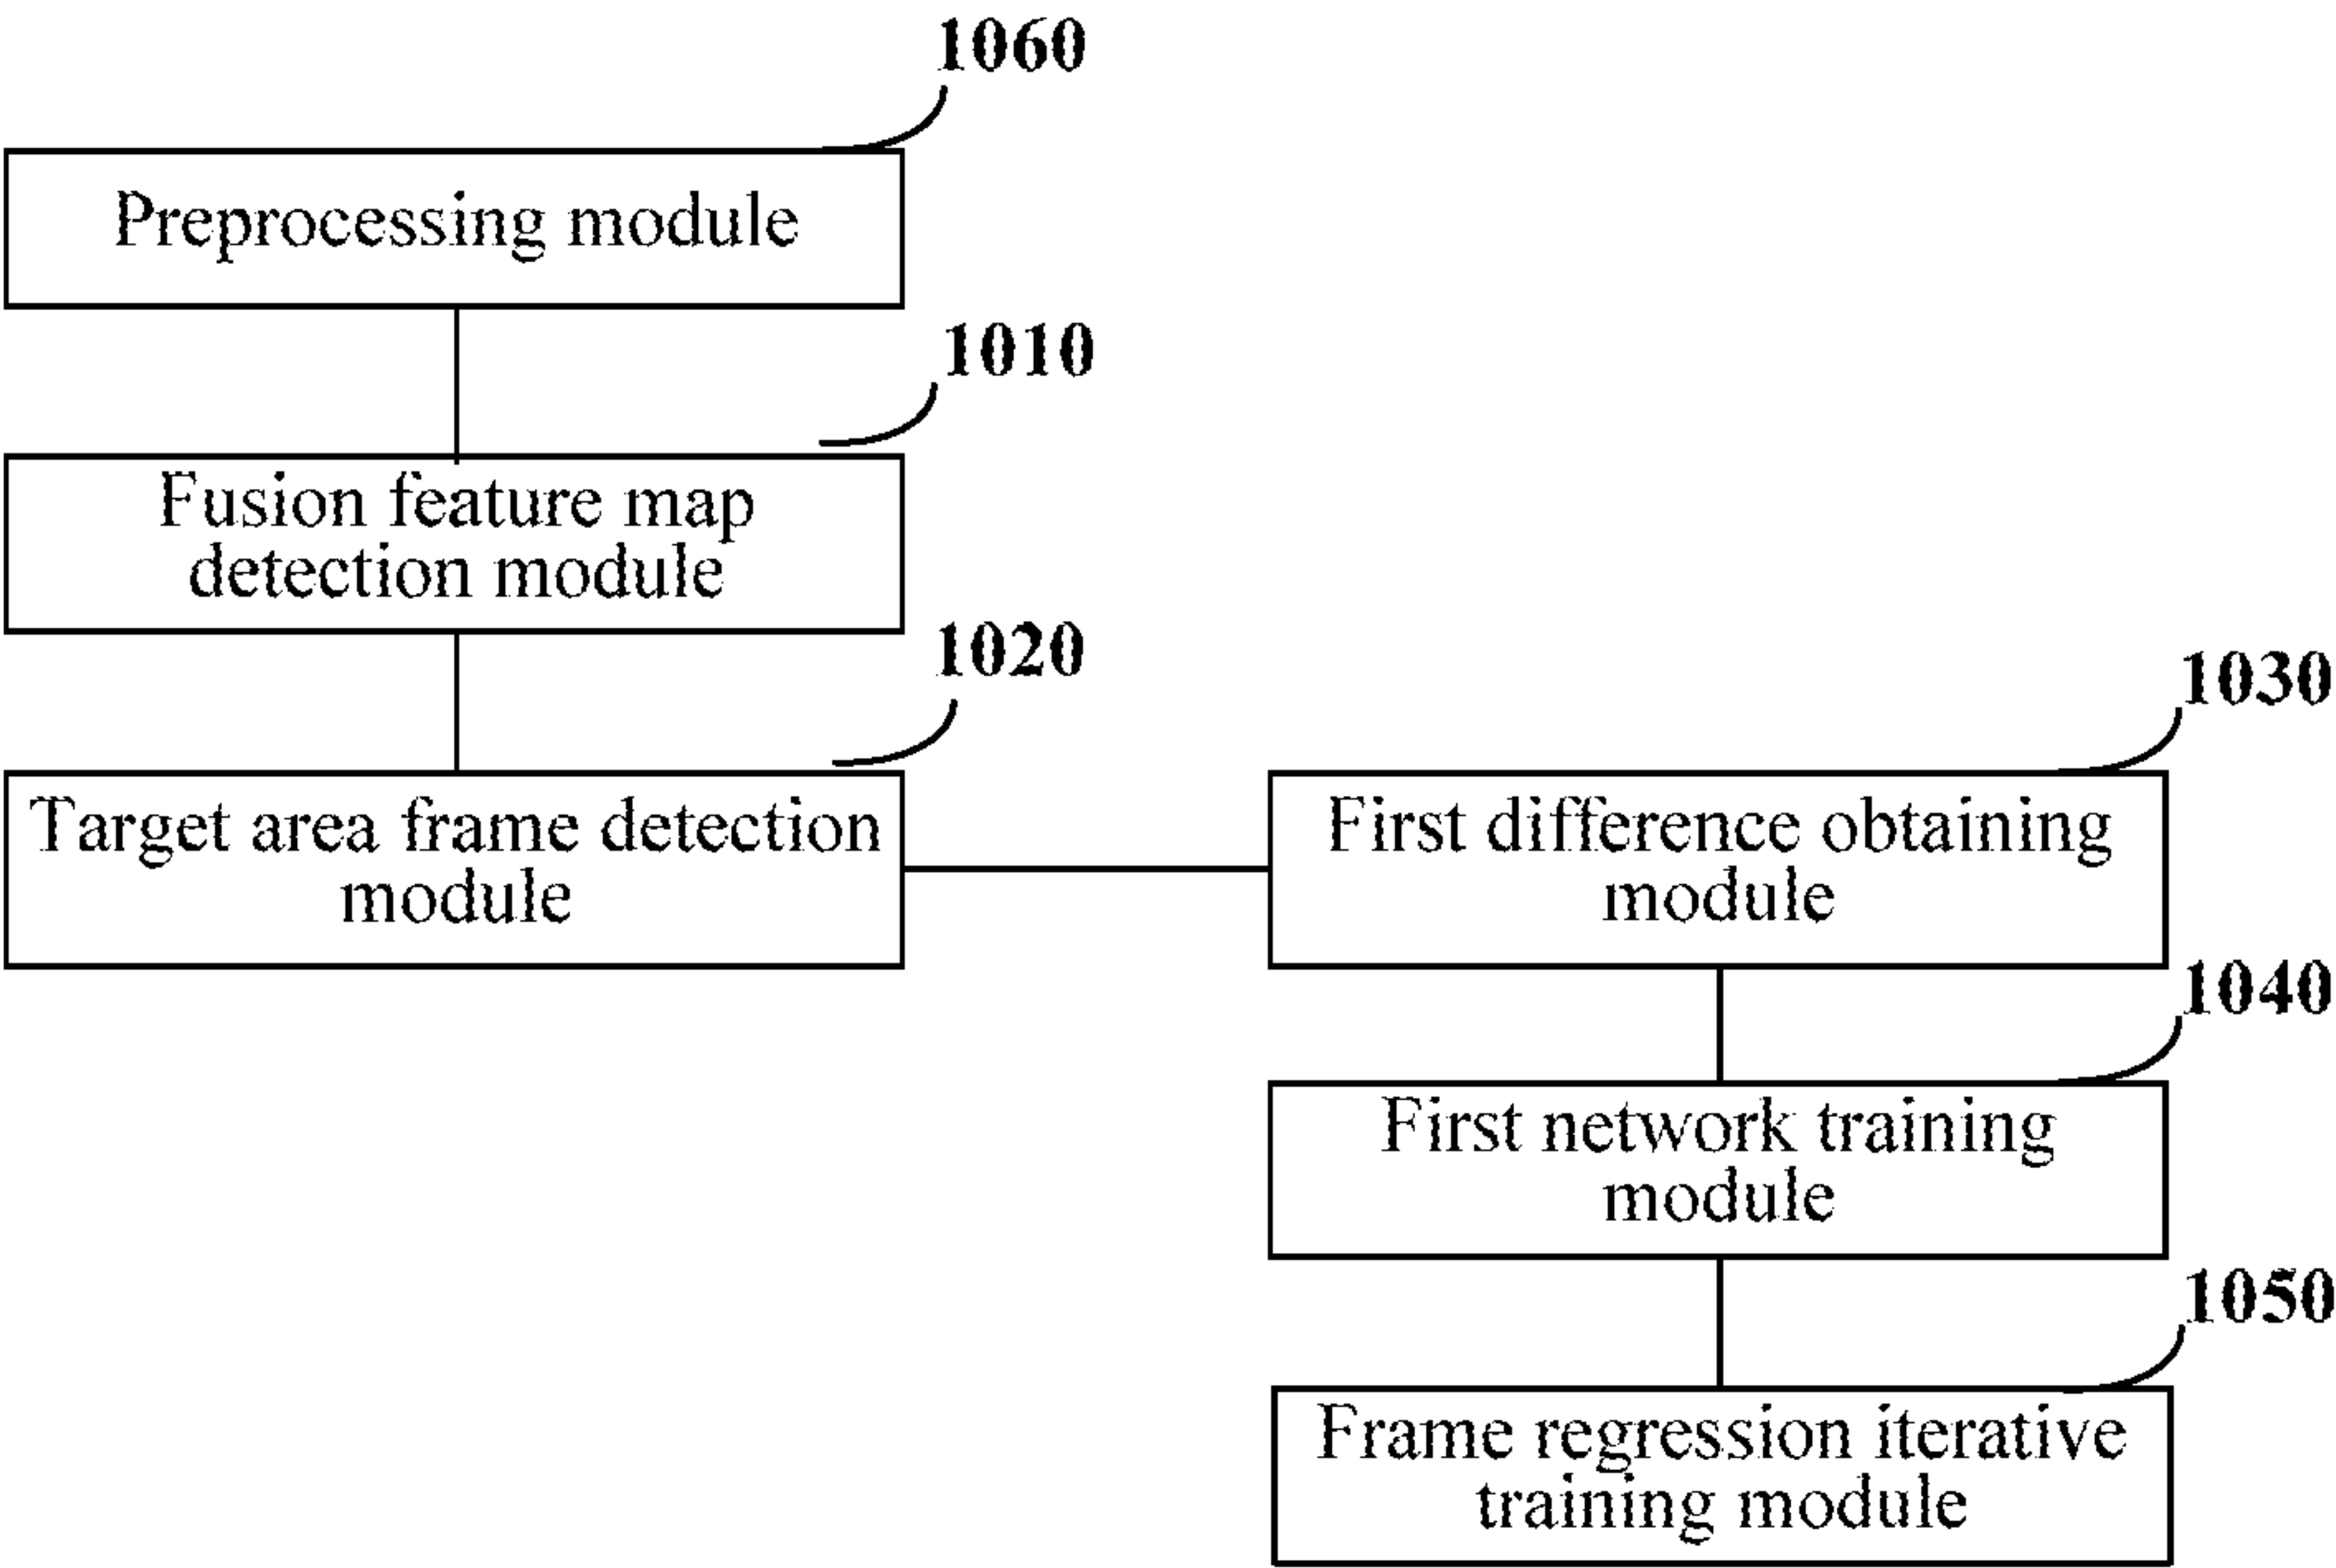 1060
Preprocessing module
1010
Fusion feature map
detection module
1020
Target area frame detection
module
1030
First difference obtaining
module
1040
First network training
module
1050
Frame regression iterative
training module